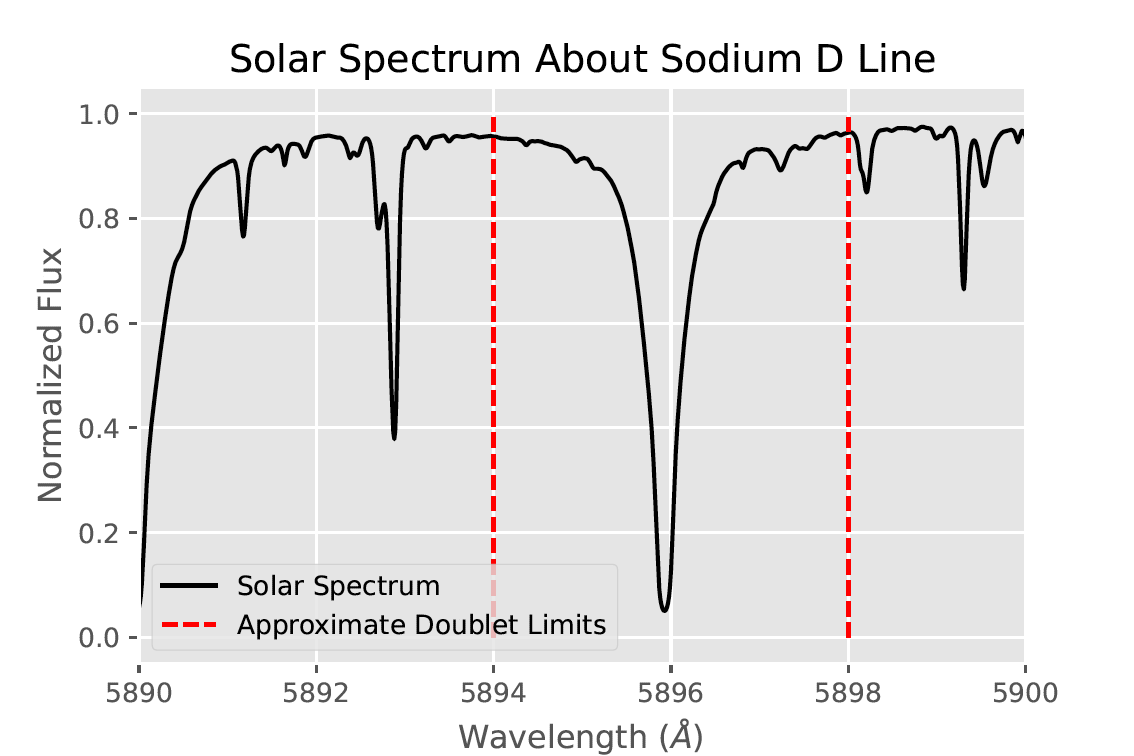 Solar Spectrum About Sodium D Line
1.0
0.8
0.6
0.4
0.2
0.0
Normalized Flux
Solar Spectrum
Approximate Doublet Limits
5890 5892 5894 5896 5898 5900
Wavelength (Å)